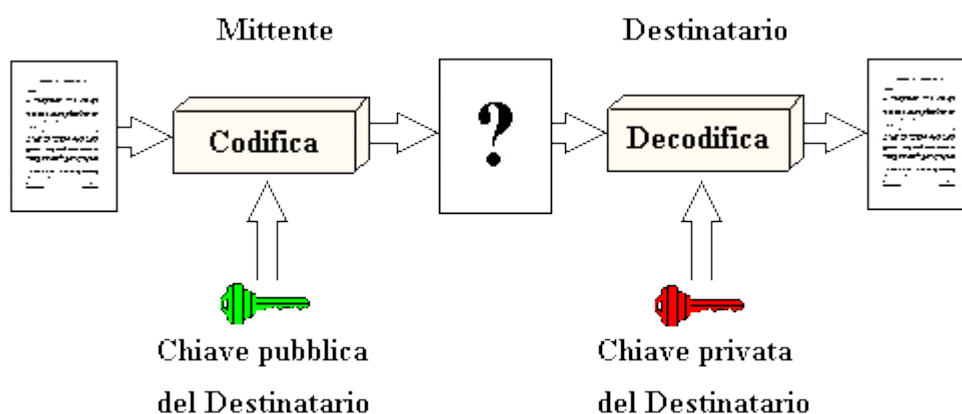 Mittente
Destinatario
Codifica
?
Decodifica
Chiave pubblica
del Destinatario
Chiave privata
del Destinatario